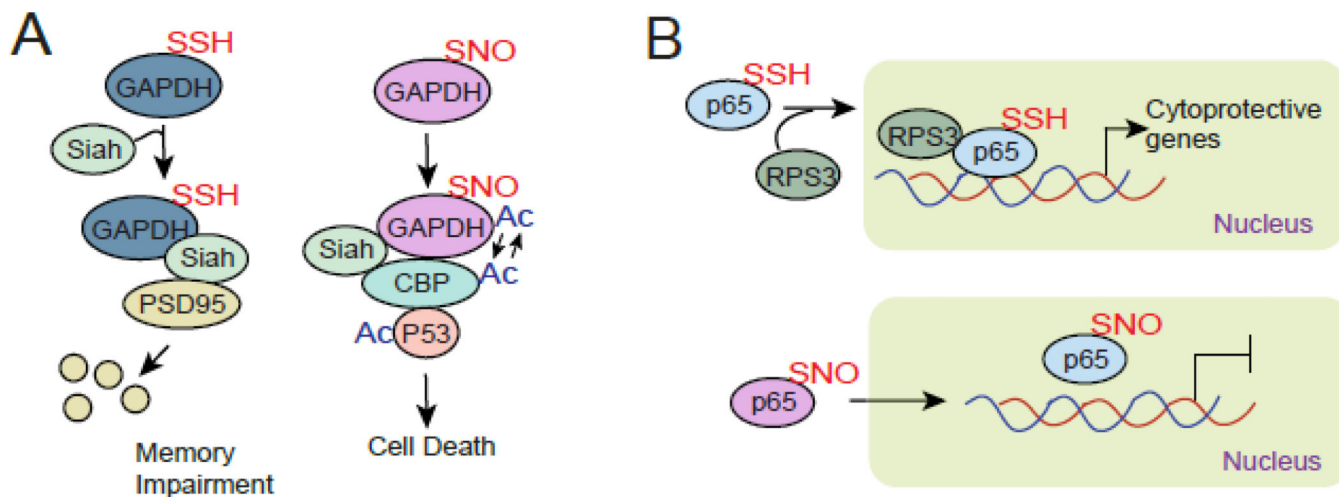 A
SSH
GAPDH
Siah
SSH
GAPDH
Siah
PSD95
Memory
Impairment
SNO
GAPDH
SNO
GAPDH
Ac
Siah
CBP
Ac
Ac
P53
Cell Death
B
SSH
p65
RPS3
SSH
RPS3
p65
Cytoprotective
genes
Nucleus
SNO
p65
SNO
p65
Nucleus